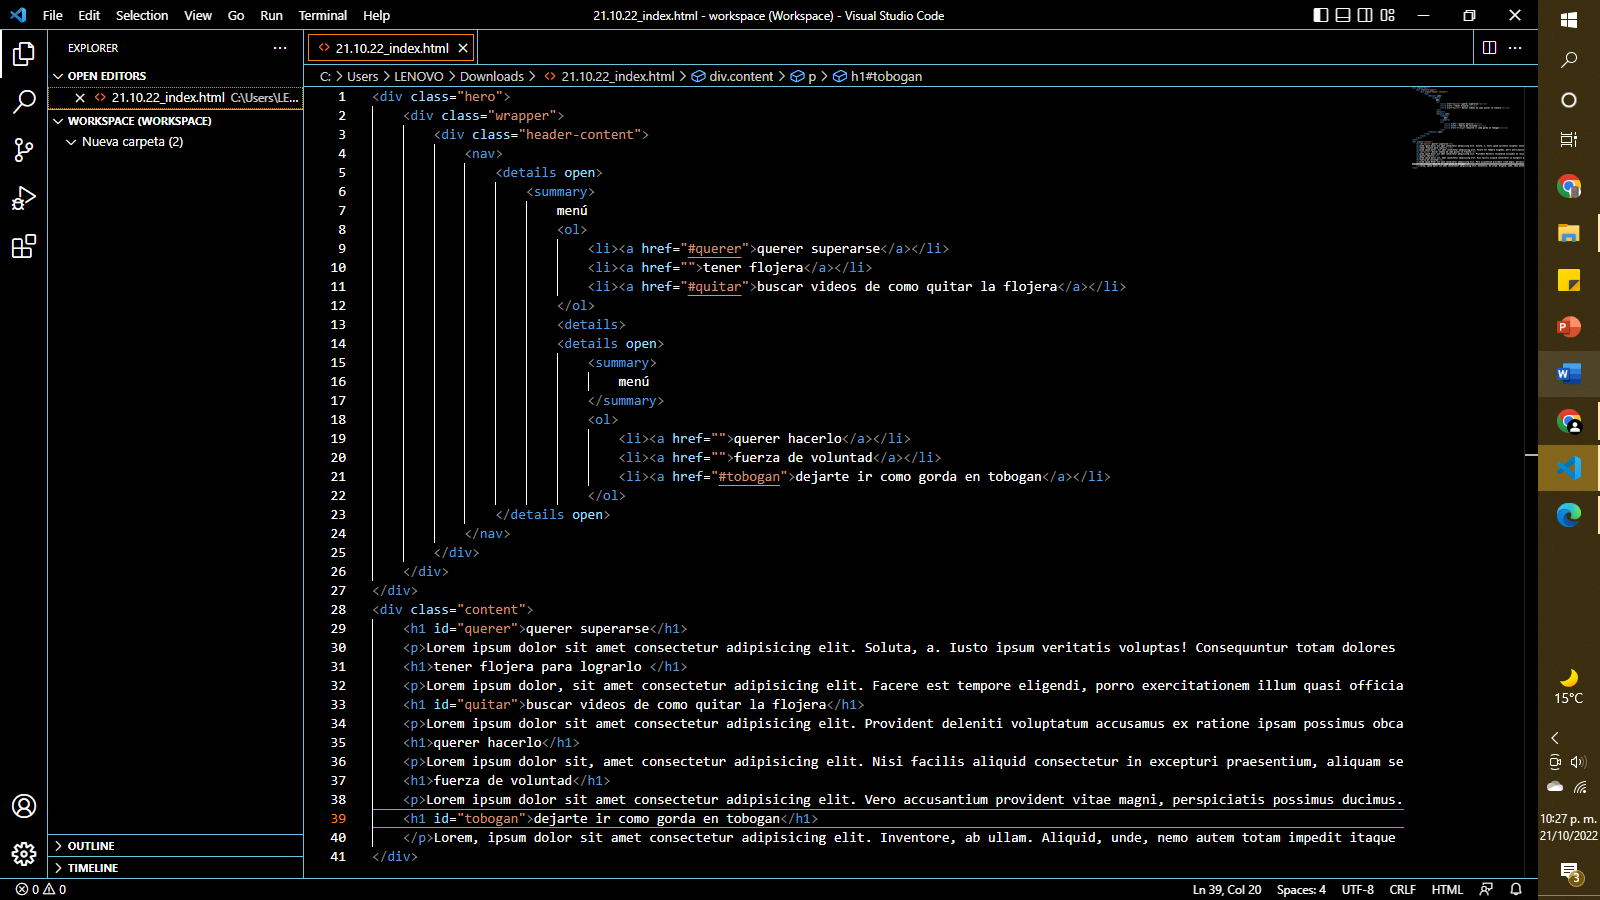 File Edit Selection View Go Run Terminal Help
21.10.22_index.html - workspace (Workspace) - Visual Studio Code
EXPLORER
OPEN EDITORS
21.10.22_index.html C:\Users\LE...
WORKSPACE (WORKSPACE)
Nueva carpeta (2)
OUTLINE
TIMELINE
21.10.22_index.html
C: > Users > LENOVO > Downloads > 21.10.22_index.html > div.content > p > h1#tobogan
1 <div class="hero">
2 <div class="wrapper">
3 <div class="header-content">
4 <nav>
5 <details open>
6 <summary>
7 menú
8 <ol>
9 <li><a href="#querer">querer superarse</a></li>
10 <li><a href="">tener flojera</a></li>
11 <li><a href="#quitar">buscar videos de como quitar la flojera</a></li>
12 </ol>
13 <details>
14 <details open>
15 <summary>
16 menú
17 </summary>
18 <ol>
19 <li><a href="">querer hacerlo</a></li>
20 <li><a href="">fuerza de voluntad</a></li>
21 <li><a href="#tobogan">dejarte ir como gorda en tobogan</a></li>
22 </ol>
23 </details open>
24 </nav>
25 </div>
26 </div>
27 </div>
28 <div class="content">
29 <h1 id="querer">querer superarse</h1>
30 <p>Lorem ipsum dolor sit amet consectetur adipisicing elit. Soluta, a. Iusto ipsum veritatis voluptas! Consequuntur totam dolores
31 <h1>tener flojera para lograrlo </h1>
32 <p>Lorem ipsum dolor, sit amet consectetur adipisicing elit. Facere est tempore eligendi, porro exercitationem illum quasi officia
33 <h1 id="quitar">buscar videos de como quitar la flojera</h1>
34 <p>Lorem ipsum dolor sit amet consectetur adipisicing elit. Provident deleniti voluptatum accusamus ex ratione ipsam possimus obca
35 <h1>querer hacerlo</h1>
36 <p>Lorem ipsum dolor sit, amet consectetur adipisicing elit. Nisi facilis aliquid consectetur in excepturi praesentium, aliquam se
37 <h1>fuerza de voluntad</h1>
38 <p>Lorem ipsum dolor sit amet consectetur adipisicing elit. Vero accusantium provident vitae magni, perspiciatis possimus ducimus.
39 <h1 id="tobogan">dejarte ir como gorda en tobogan</h1>
40 </p>Lorem, ipsum dolor sit amet consectetur adipisicing elit. Inventore, ab ullam. Aliquid, unde, nemo autem totam impedit itaque
41 </div>
0 0
Ln 39, Col 20 Spaces: 4 UTF-8 CRLF HTML
15°C
10:27 p. m.
21/10/2022
3